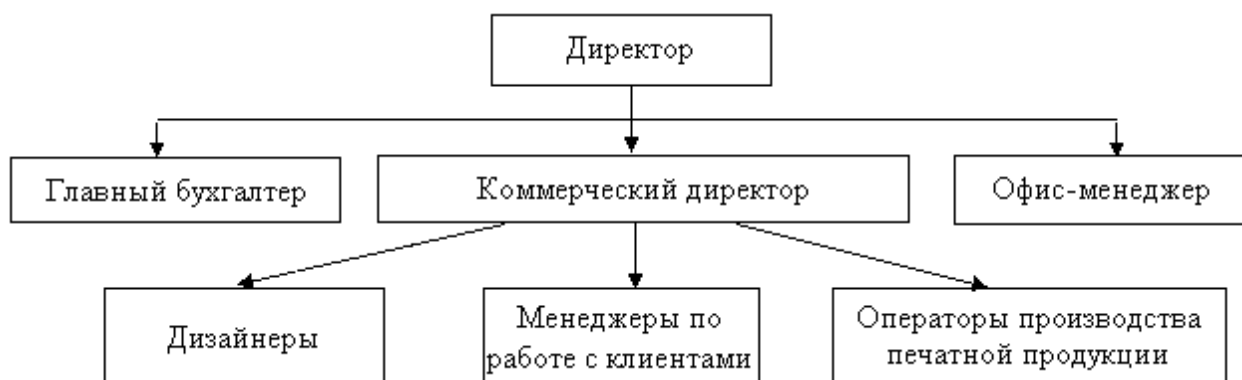 Директор
Главный бухгалтер
Коммерческий директор
Офис-менеджер
Дизайнеры
Менеджеры по
работе с клиентами
Операторы производства
печатной продукции